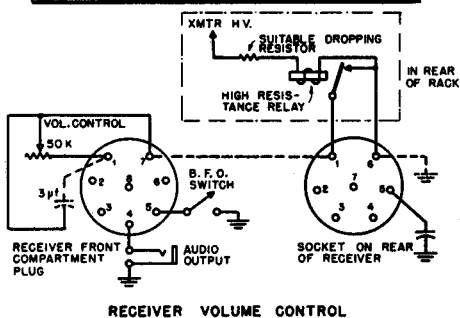 XMTR H.V.
SUITABLE DROPPING
RESISTOR
HIGH RESIS-
TANCE RELAY
IN REAR
OF RACK
VOL. CONTROL
50 K
3 µf
1
7
2
8
6
3
4
5
B. F. O.
SWITCH
1
6
2
7
5
3
4
RECEIVER FRONT
COMPARTMENT
PLUG
AUDIO
OUTPUT
SOCKET ON REAR
OF RECEIVER
RECEIVER VOLUME CONTROL